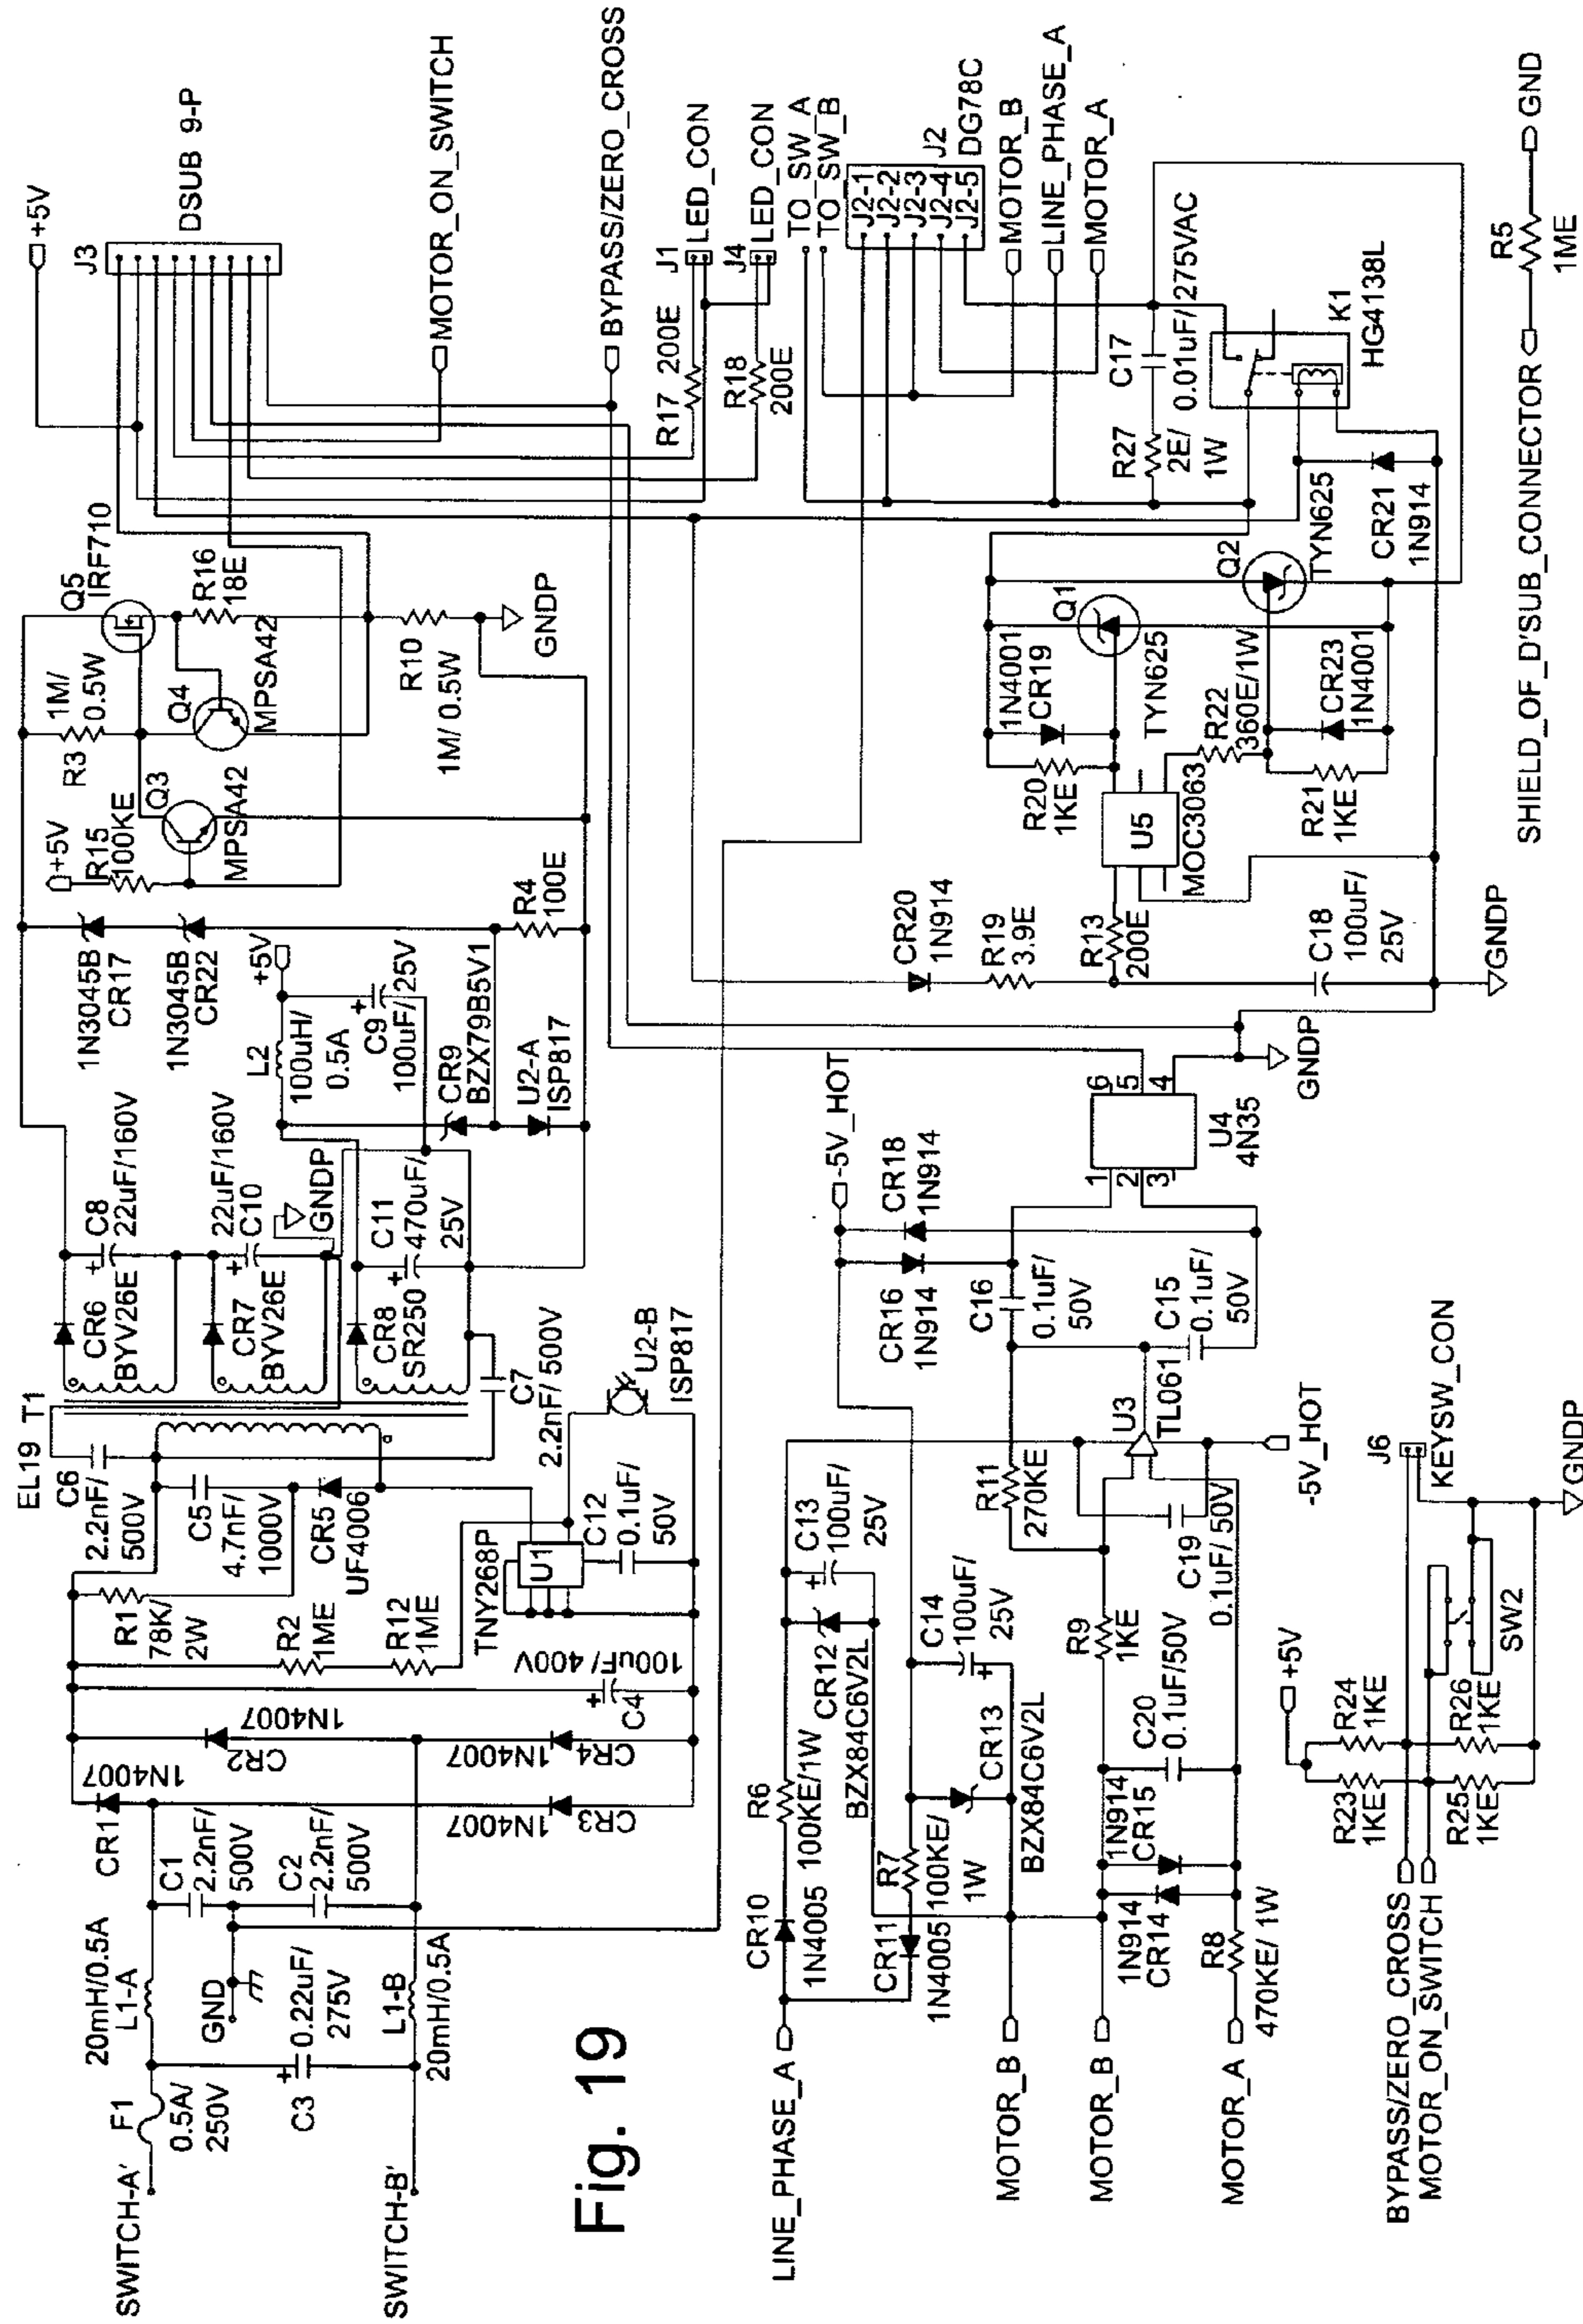 SWITCH-A'
F1
0.5A/
250V
20mH/0.5A
L1-A
GND
C3
0.22uF/
275V
L1-B
20mH/0.5A
SWITCH-B'
C1
2.2nF/
500V
C2
2.2nF/
500V
CR1
1N4007
CR2
1N4007
1N4007
CR3
1N4007
CR4
C4
100uF/400V
R1
78K/
2W
R2
1ME
R12
1ME
EL19 T1
C6
2.2nF/
500V
C5
4.7nF/
1000V
CR5
UF4006
TNY268P
U1
C12
0.1uF/
50V
C7
2.2nF/500V
U2-B
ISP817
CR6
BYV26E
CR7
BYV26E
CR8
SR250
C8
22uF/160V
22uF/160V
C10
GNDP
C11
470uF/
25V
L2
100uH/
0.5A
+5V
C9
100uF/25V
CR9
BZX79B5V1
U2-A
ISP817
1N3045B
CR17
1N3045B
CR22
R4
100E
+5V
R15
100KE
Q3
MPSA42
R3
1M/
0.5W
Q4
MPSA42
Q5
IRF710
R16
18E
R10
1M/0.5W
GNDP
+5V
J3
DSUB 9-P
MOTOR_ON_SWITCH
BYPASS/ZERO_CROSS
R17
200E
J1
LED_CON
R18
200E
J4
LED_CON
TO_SW_A
TO_SW_B
J2-1
J2-2
J2-3
J2-4
J2-5
J2
DG78C
MOTOR_B
LINE_PHASE_A
MOTOR_A
Fig. 19
LINE_PHASE_A
CR10
1N4005
R6
100KE/1W
CR11
1N4005
R7
100KE/
1W
CR12
BZX84C6V2L
C13
100uF/
25V
C14
100uF/
25V
CR13
BZX84C6V2L
MOTOR_B
MOTOR_B
MOTOR_A
R8
470KE/1W
1N914
CR14
1N914
CR15
C20
0.1uF/50V
R9
1KE
R11
270KE
C19
0.1uF/50V
U3
TL061
-5V_HOT
-5V_HOT
CR16
1N914
CR18
1N914
C16
0.1uF/
50V
C15
0.1uF/
50V
1
2
3
6
5
4
U4
4N35
GNDP
CR20
1N914
R19
3.9E
R13
200E
C18
100uF/
25V
GNDP
U5
MOC3063
R20
1KE
1N4001
CR19
Q1
TYN625
R22
360E/1W
R21
1KE
CR23
1N4001
Q2
TYN625
CR21
1N914
R27
2E/
1W
C17
0.01uF/275VAC
K1
HG4138L
+5V
R23
1KE
R24
1KE
R25
1KE
R26
1KE
SW2
J6
KEYSW_CON
GNDP
BYPASS/ZERO_CROSS
MOTOR_ON_SWITCH
SHIELD_OF_D'SUB_CONNECTOR
R5
1ME
GND